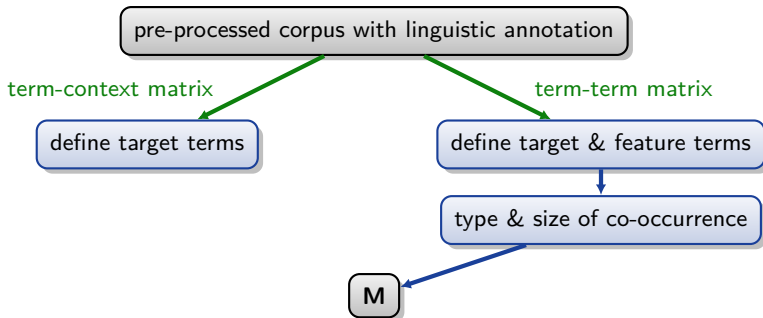 pre-processed corpus with linguistic annotation
term-context matrix
term-term matrix
define target terms
define target & feature terms
type & size of co-occurrence
M